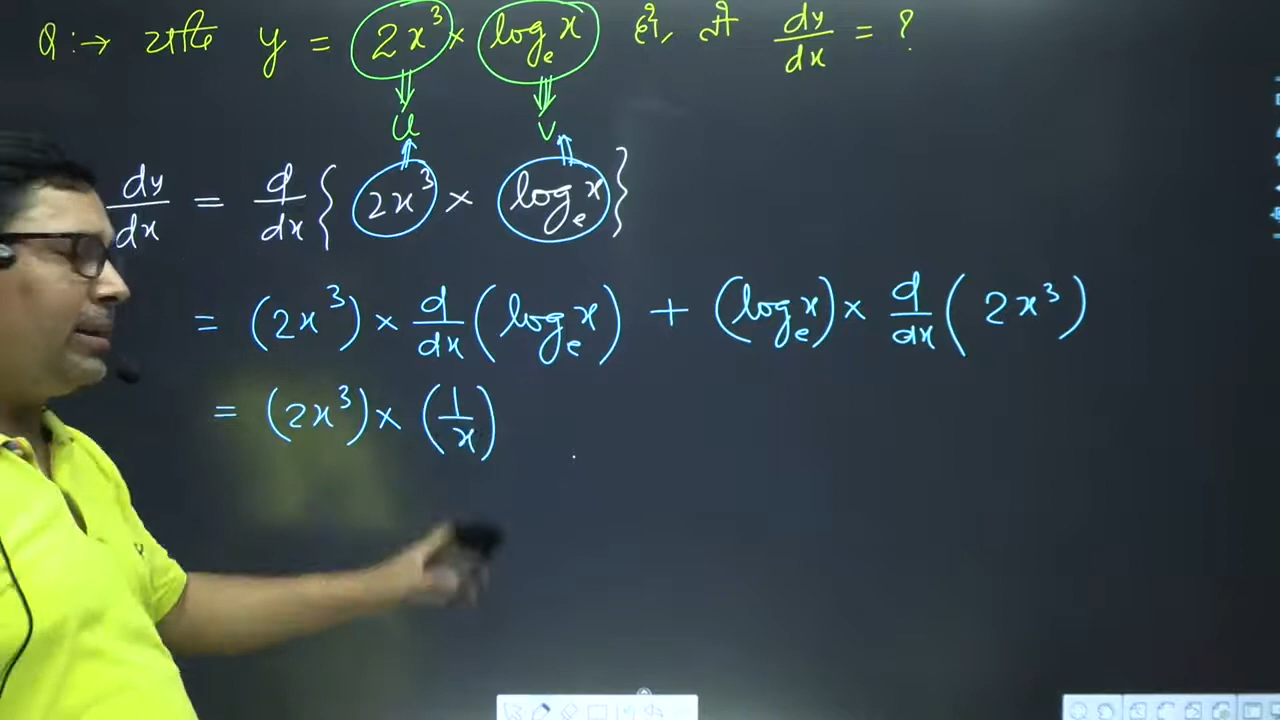 Q:→ यदि y = 2x³ × logₑx हो, तो dy/dx = ?
u v
dy/dx = d/dx { 2x³ × logₑx }
= (2x³) × d/dx (logₑx) + (logₑx) × d/dx (2x³)
= (2x³) × (1/x)